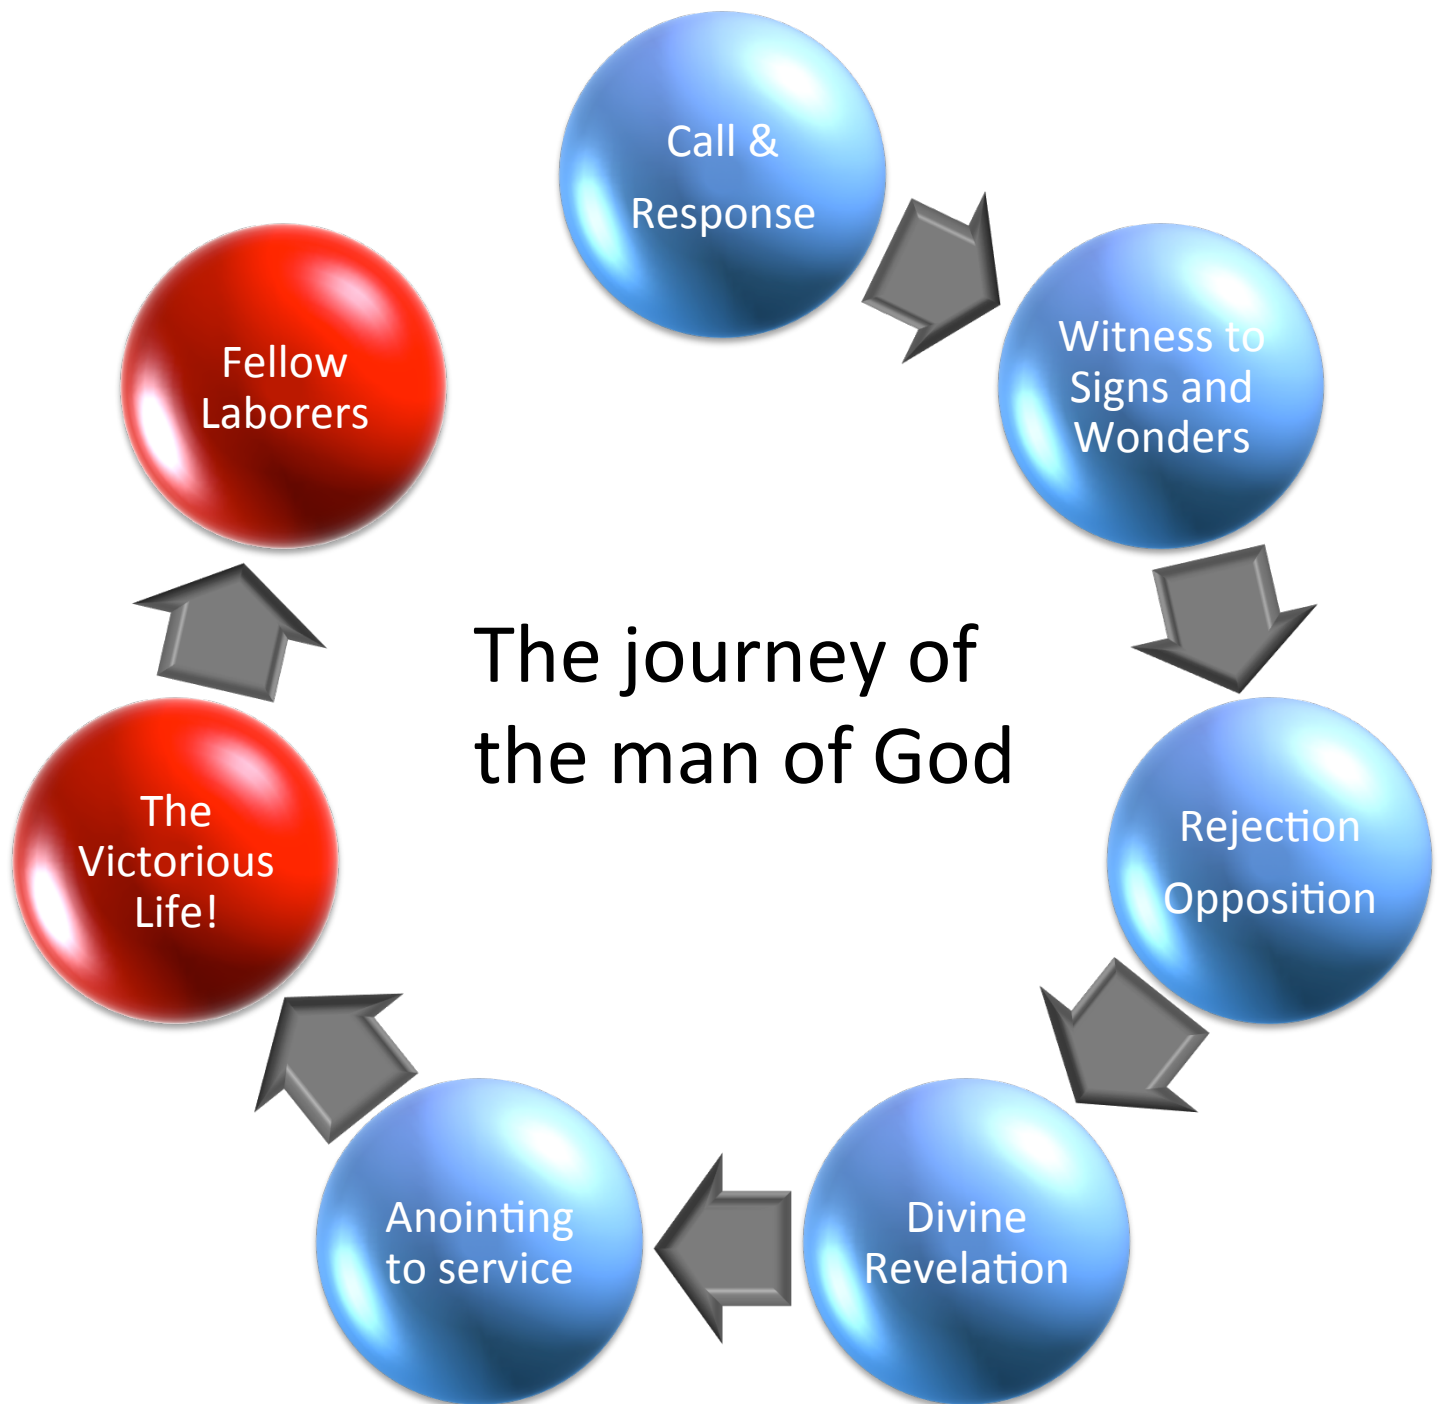 Call &
Response
Witness to
Signs and
Wonders
Rejection
Opposition
Divine
Revelation
Anointing
to service
The
Victorious
Life!
Fellow
Laborers
The journey of
the man of God